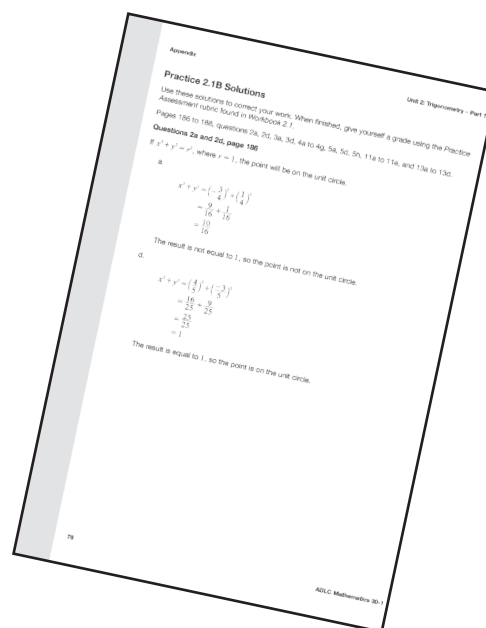 Appendix
Unit 2: Trigonometry – Part 1
Practice 2.1B Solutions
Use these solutions to correct your work. When finished, give yourself a grade using the Practice
Assessment rubric found in Workbook 2.1.
Pages 186 to 188, questions 2a, 2d, 3a, 3d, 4a to 4g, 5a, 5d, 5h, 11a to 11e, and 13a to 13d.
Questions 2a and 2d, page 186
If x² + y² = r², where r = 1, the point will be on the unit circle.
a.
x² + y² = (-3/4)² + (1/4)²
= 9/16 + 1/16
= 10/16
The result is not equal to 1, so the point is not on the unit circle.
d.
x² + y² = (4/5)² + (-3/5)²
= 16/25 + 9/25
= 25/25
= 1
The result is equal to 1, so the point is on the unit circle.
78
ADLC Mathematics 30-1